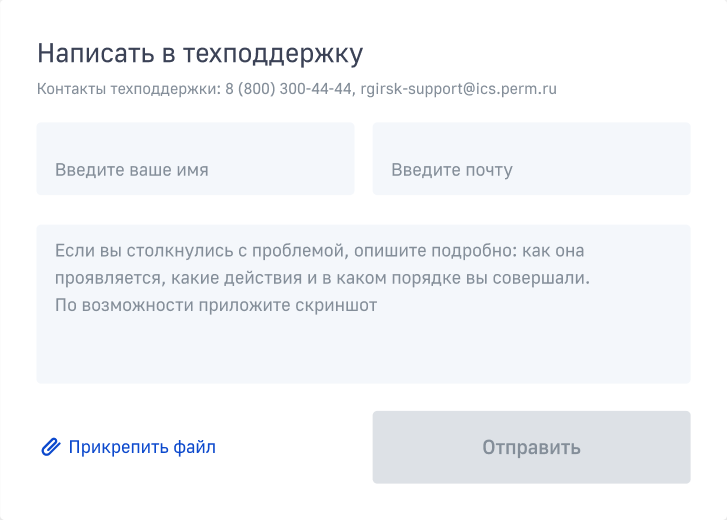 Написать в техподдержку
Контакты техподдержки: 8 (800) 300-44-44, rgirsk-support@ics.perm.ru
Введите ваше имя
Введите почту
Если вы столкнулись с проблемой, опишите подробно: как она
проявляется, какие действия и в каком порядке вы совершали.
По возможности приложите скриншот
Прикрепить файл
Отправить